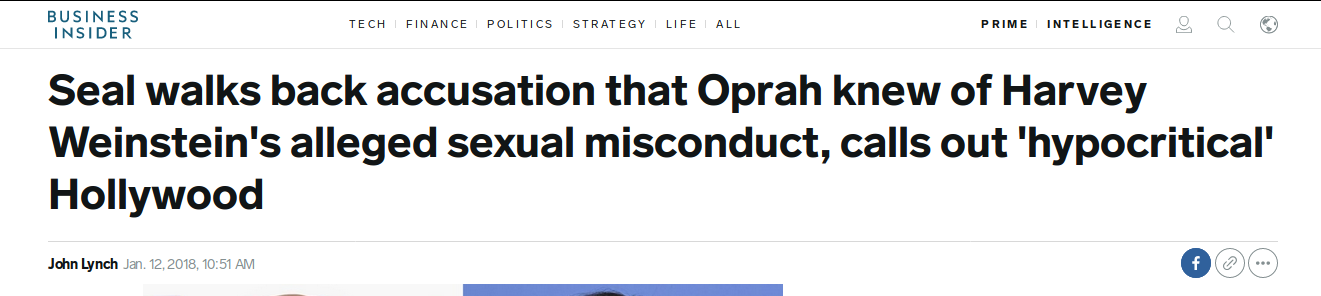 BUSINESS
INSIDER
TECH FINANCE POLITICS STRATEGY LIFE ALL
PRIME INTELLIGENCE
Seal walks back accusation that Oprah knew of Harvey
Weinstein's alleged sexual misconduct, calls out 'hypocritical'
Hollywood
John Lynch Jan. 12, 2018, 10:51 AM